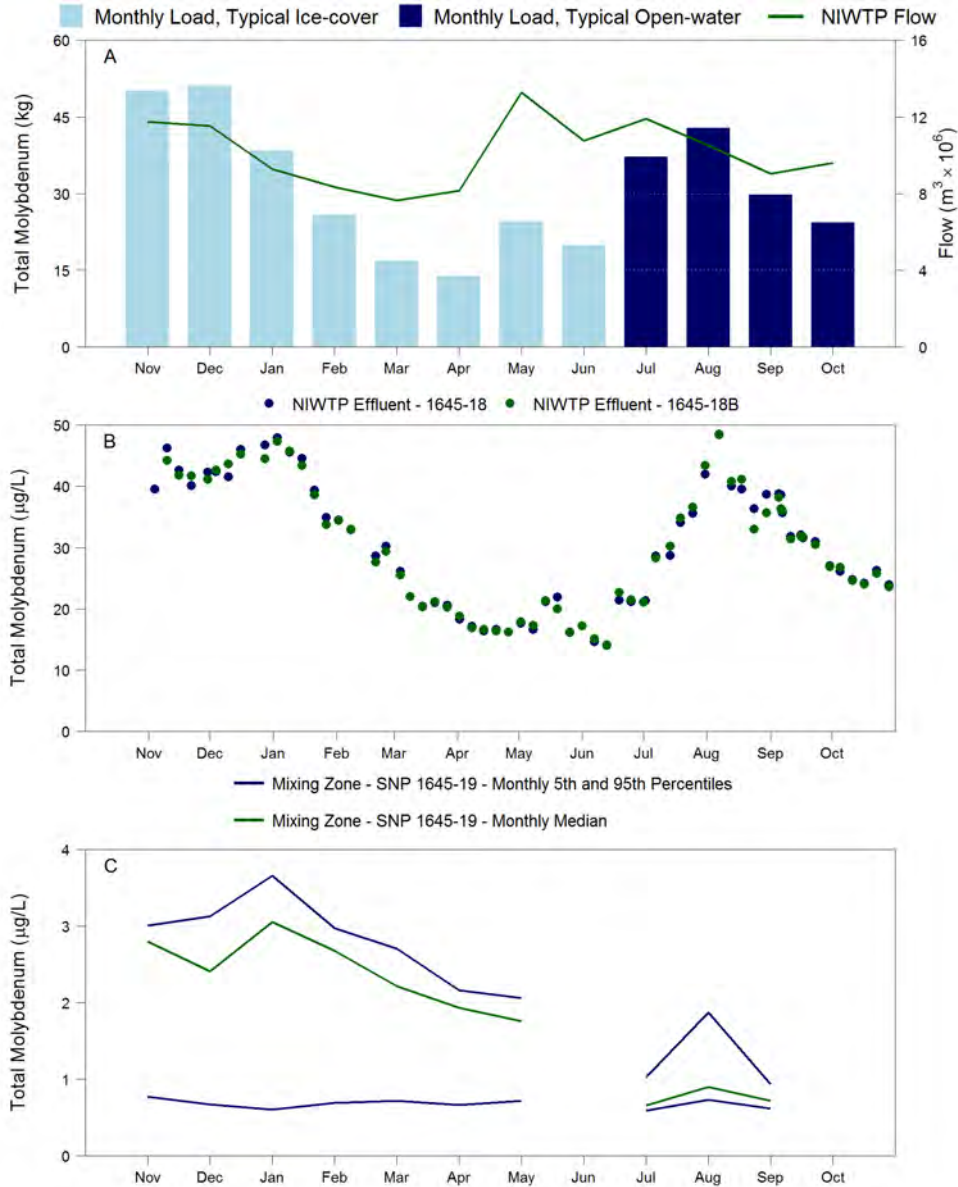 Monthly Load, Typical Ice-cover Monthly Load, Typical Open-water NIWTP Flow
A
Total Molybdenum (kg)
60
45
30
15
0
Flow (m³ × 10⁶)
16
12
8
4
0
Nov Dec Jan Feb Mar Apr May Jun Jul Aug Sep Oct
NIWTP Effluent - 1645-18 NIWTP Effluent - 1645-18B
B
Total Molybdenum (µg/L)
50
40
30
20
10
0
Nov Dec Jan Feb Mar Apr May Jun Jul Aug Sep Oct
Mixing Zone - SNP 1645-19 - Monthly 5th and 95th Percentiles
Mixing Zone - SNP 1645-19 - Monthly Median
C
Total Molybdenum (µg/L)
4
3
2
1
0
Nov Dec Jan Feb Mar Apr May Jun Jul Aug Sep Oct